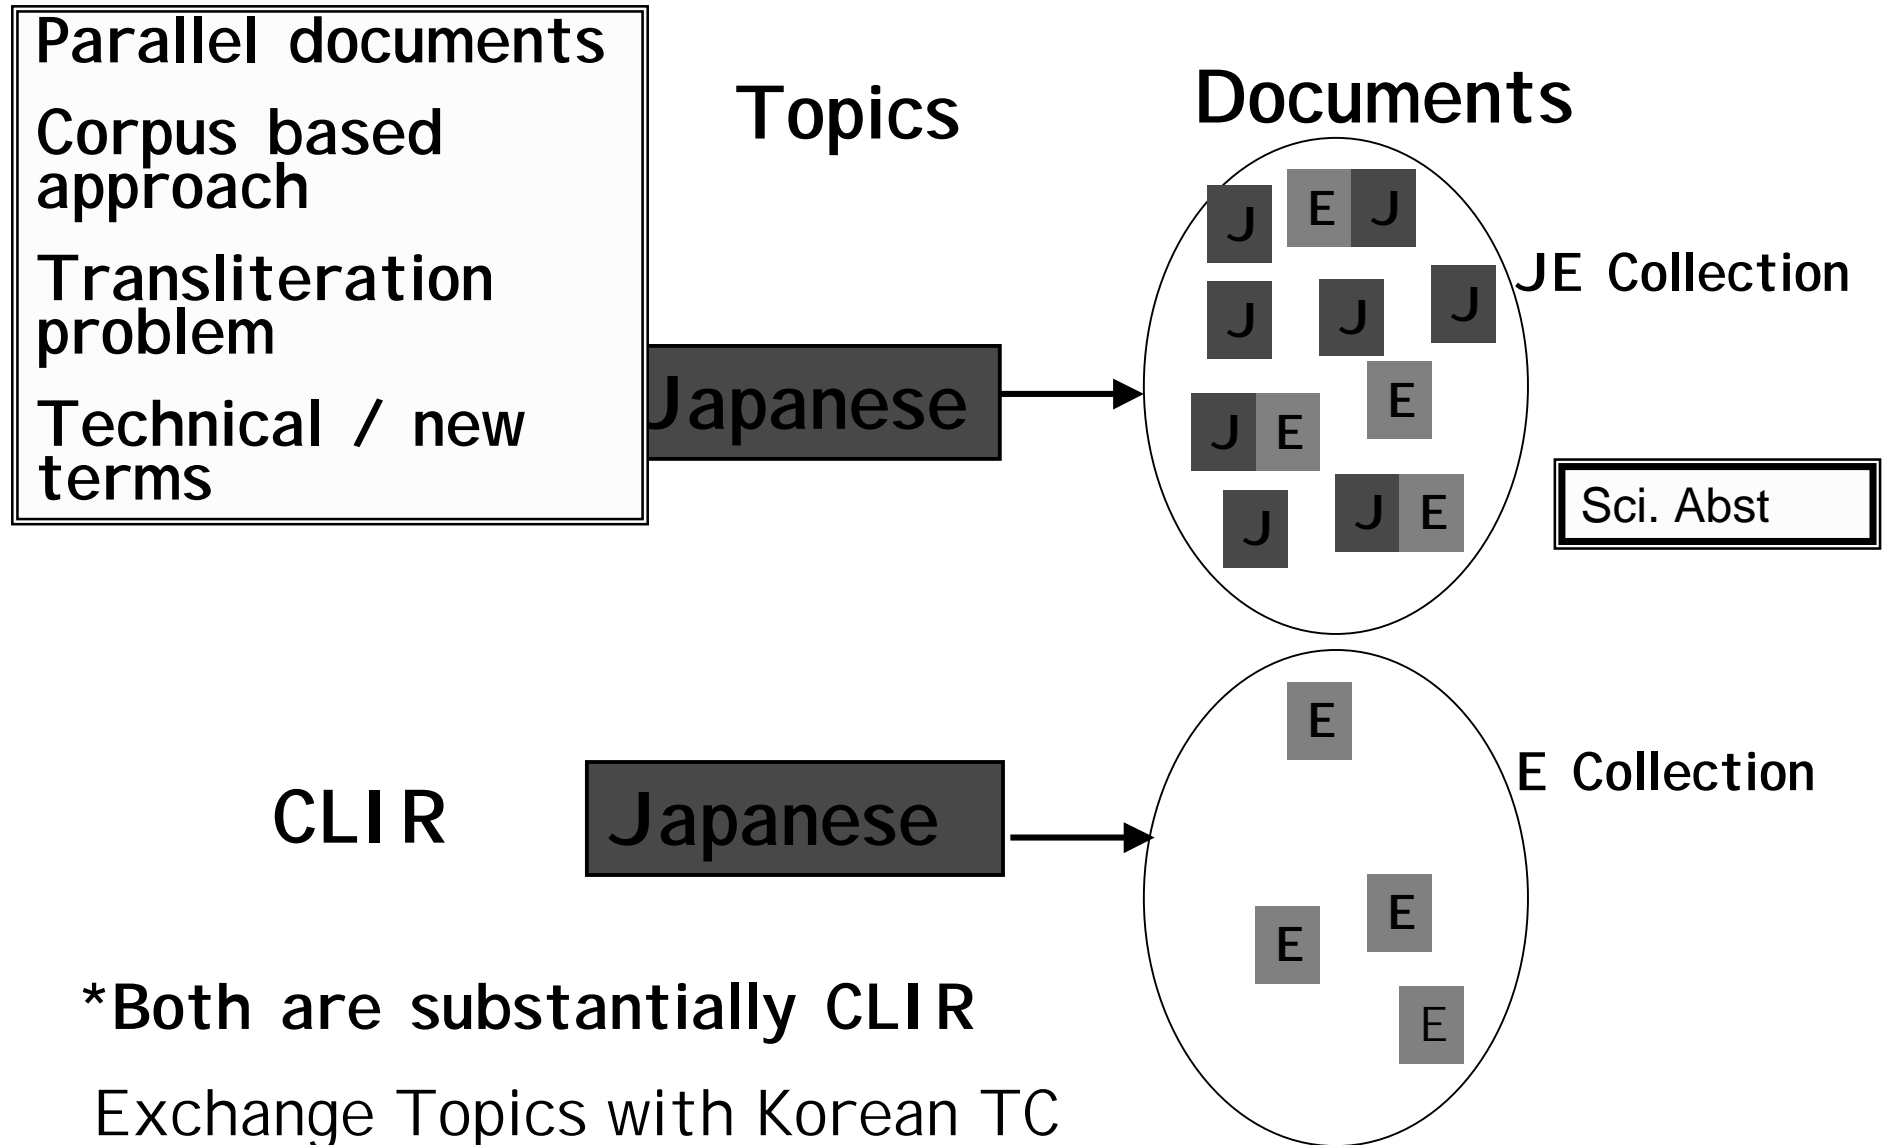 Parallel documents
Corpus based
approach
Transliteration
problem
Technical / new
terms
Topics
Documents
Japanese
J
E J
J
J
J
E
J E
J
J E
JE Collection
Sci. Abst
CLIR
Japanese
E
E
E
E
E Collection
*Both are substantially CLIR
Exchange Topics with Korean TC